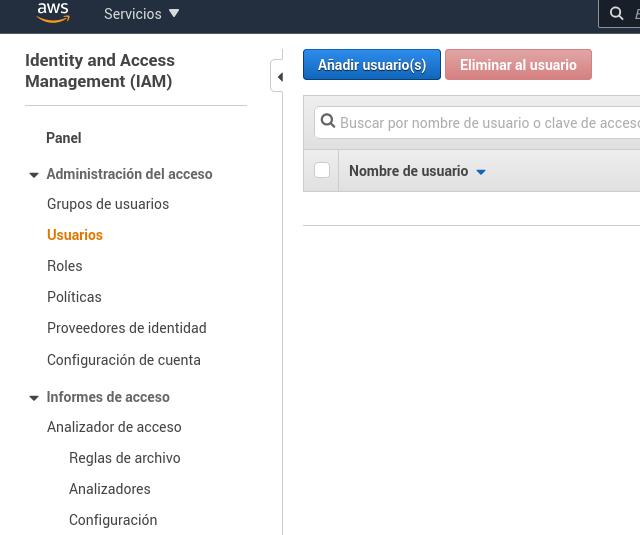 aws
Servicios
Identity and Access
Management (IAM)
Añadir usuario(s)
Eliminar al usuario
Buscar por nombre de usuario o clave de acceso
Panel
Nombre de usuario
Administración del acceso
Grupos de usuarios
Usuarios
Roles
Políticas
Proveedores de identidad
Configuración de cuenta
Informes de acceso
Analizador de acceso
Reglas de archivo
Analizadores
Configuración